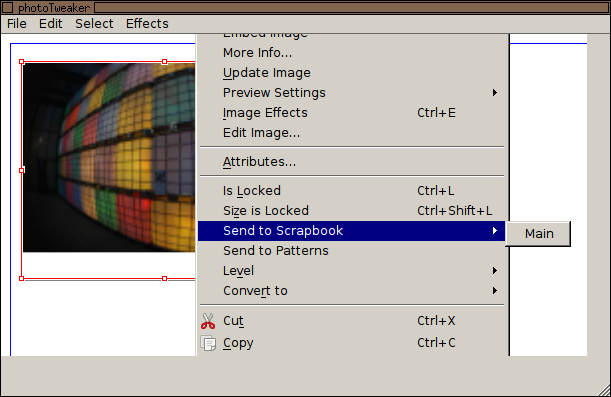 photoTweaker
File Edit Select Effects
Embed Image
More Info...
Update Image
Preview Settings
Image Effects Ctrl+E
Edit Image...
Attributes...
Is Locked Ctrl+L
Size is Locked Ctrl+Shift+L
Send to Scrapbook
Main
Send to Patterns
Level
Convert to
Cut Ctrl+X
Copy Ctrl+C